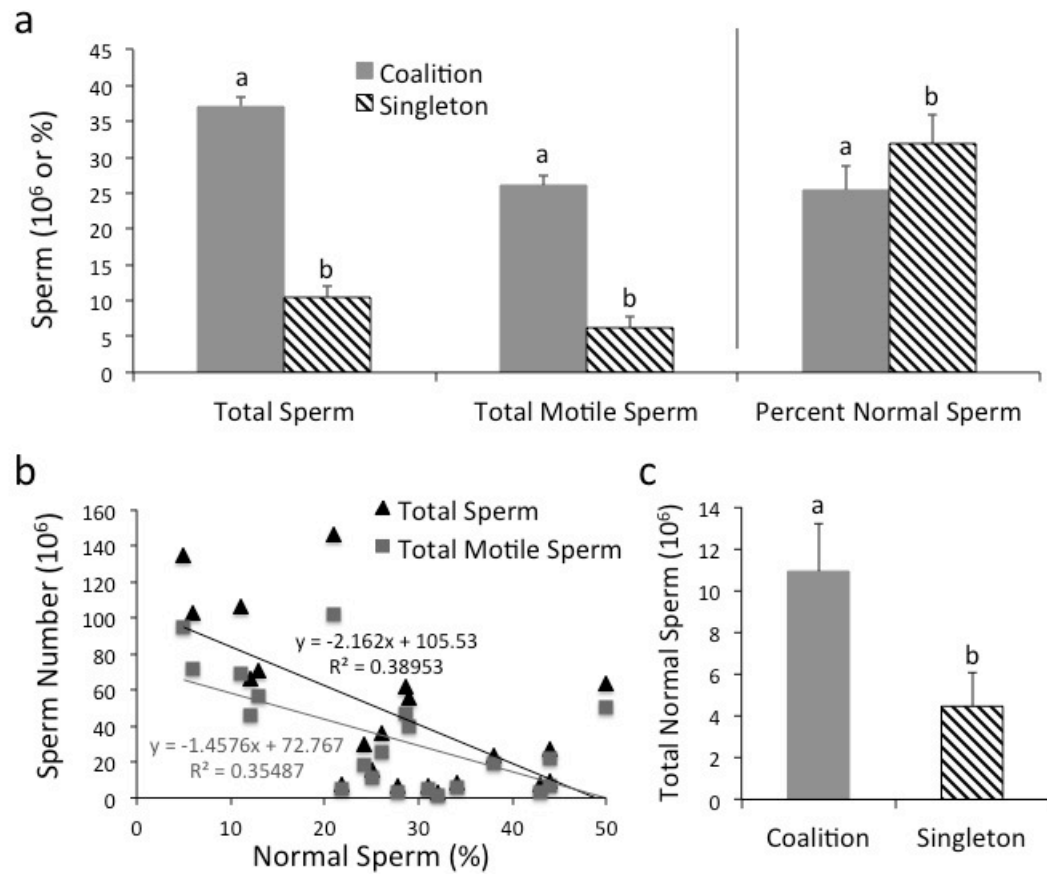 a
Sperm (10⁶ or %)
45
40
35
30
25
20
15
10
5
0
Coalition
Singleton
a
b
a
b
a
b
Total Sperm
Total Motile Sperm
Percent Normal Sperm
b
Sperm Number (10⁶)
160
140
120
100
80
60
40
20
0
Total Sperm
Total Motile Sperm
y = -2.162x + 105.53
R² = 0.38953
y = -1.4576x + 72.767
R² = 0.35487
0 10 20 30 40 50
Normal Sperm (%)
c
Total Normal Sperm (10⁶)
14
12
10
8
6
4
2
0
a
b
Coalition Singleton